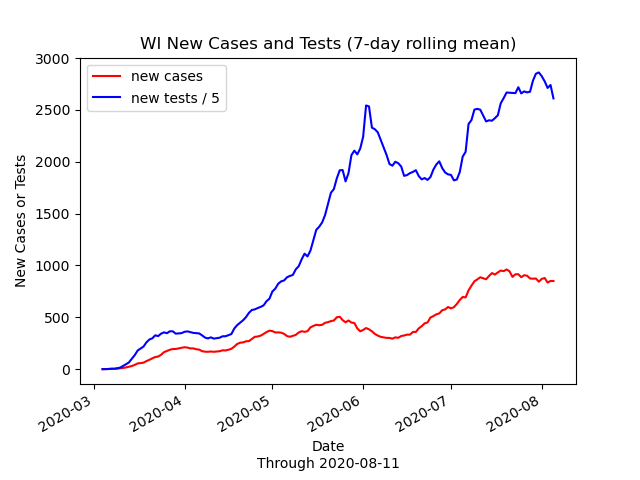 WI New Cases and Tests (7-day rolling mean)
new cases
new tests / 5
3000
2500
2000
1500
1000
500
0
New Cases or Tests
2020-03
2020-04
2020-05
2020-06
2020-07
2020-08
Date
Through 2020-08-11